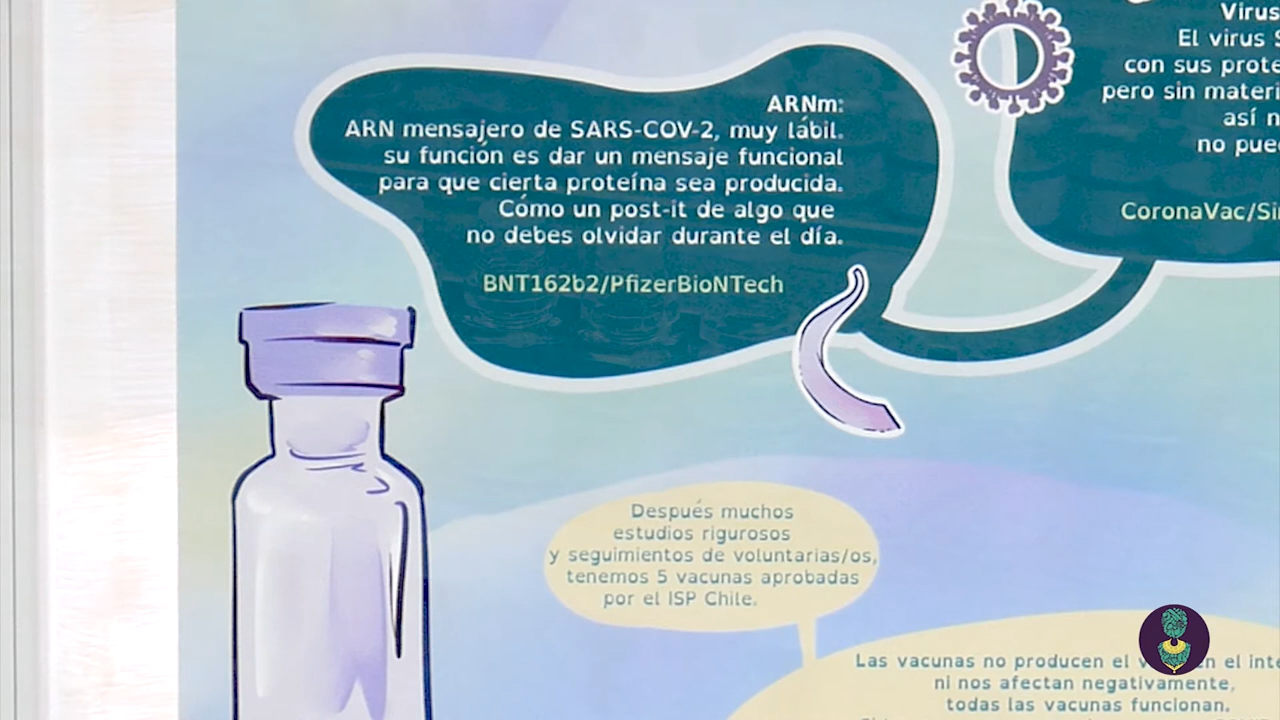 ARNm:
ARN mensajero de SARS-COV-2, muy lábil.
su función es dar un mensaje funcional
para que cierta proteína sea producida.
Cómo un post-it de algo que
no debes olvidar durante el día.
BNT162b2/PfizerBioNTech
Virus
El virus
con sus
pero sin
así
no
CoronaVac/
Después muchos
estudios rigurosos
y seguimientos de voluntarias/os,
tenemos 5 vacunas aprobadas
por el ISP Chile.
Las vacunas no producen el en el
ni nos afectan negativamente,
todas las vacunas funcionan.